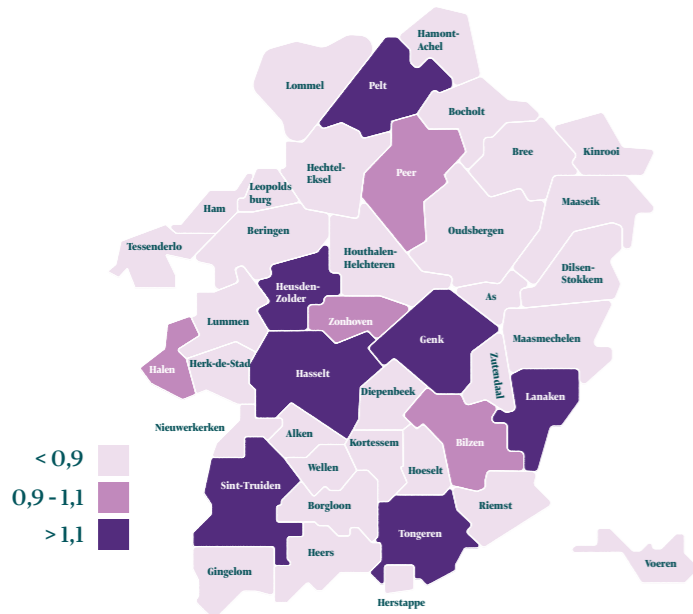 Hamont-
Achel
Lommel
Pelt
Bocholt
Bree
Kinrooi
Hechtel-
Eksel
Peer
Leopolds
burg
Ham
Maaseik
Beringen
Oudsbergen
Tessenderlo
Houthalen-
Helchteren
Dilsen-
Stokkem
Heusden-
Zolder
As
Lummen
Zonhoven
Genk
Maasmechelen
Halen
Herk-de-Stad
Hasselt
Zutendaal
Diepenbeek
Lanaken
Nieuwerkerken
Alken
Kortessem
Bilzen
< 0,9
Wellen
Hoeselt
0,9 - 1,1
Sint-Truiden
Borgloon
Riemst
> 1,1
Tongeren
Heers
Gingelom
Voeren
Herstappe